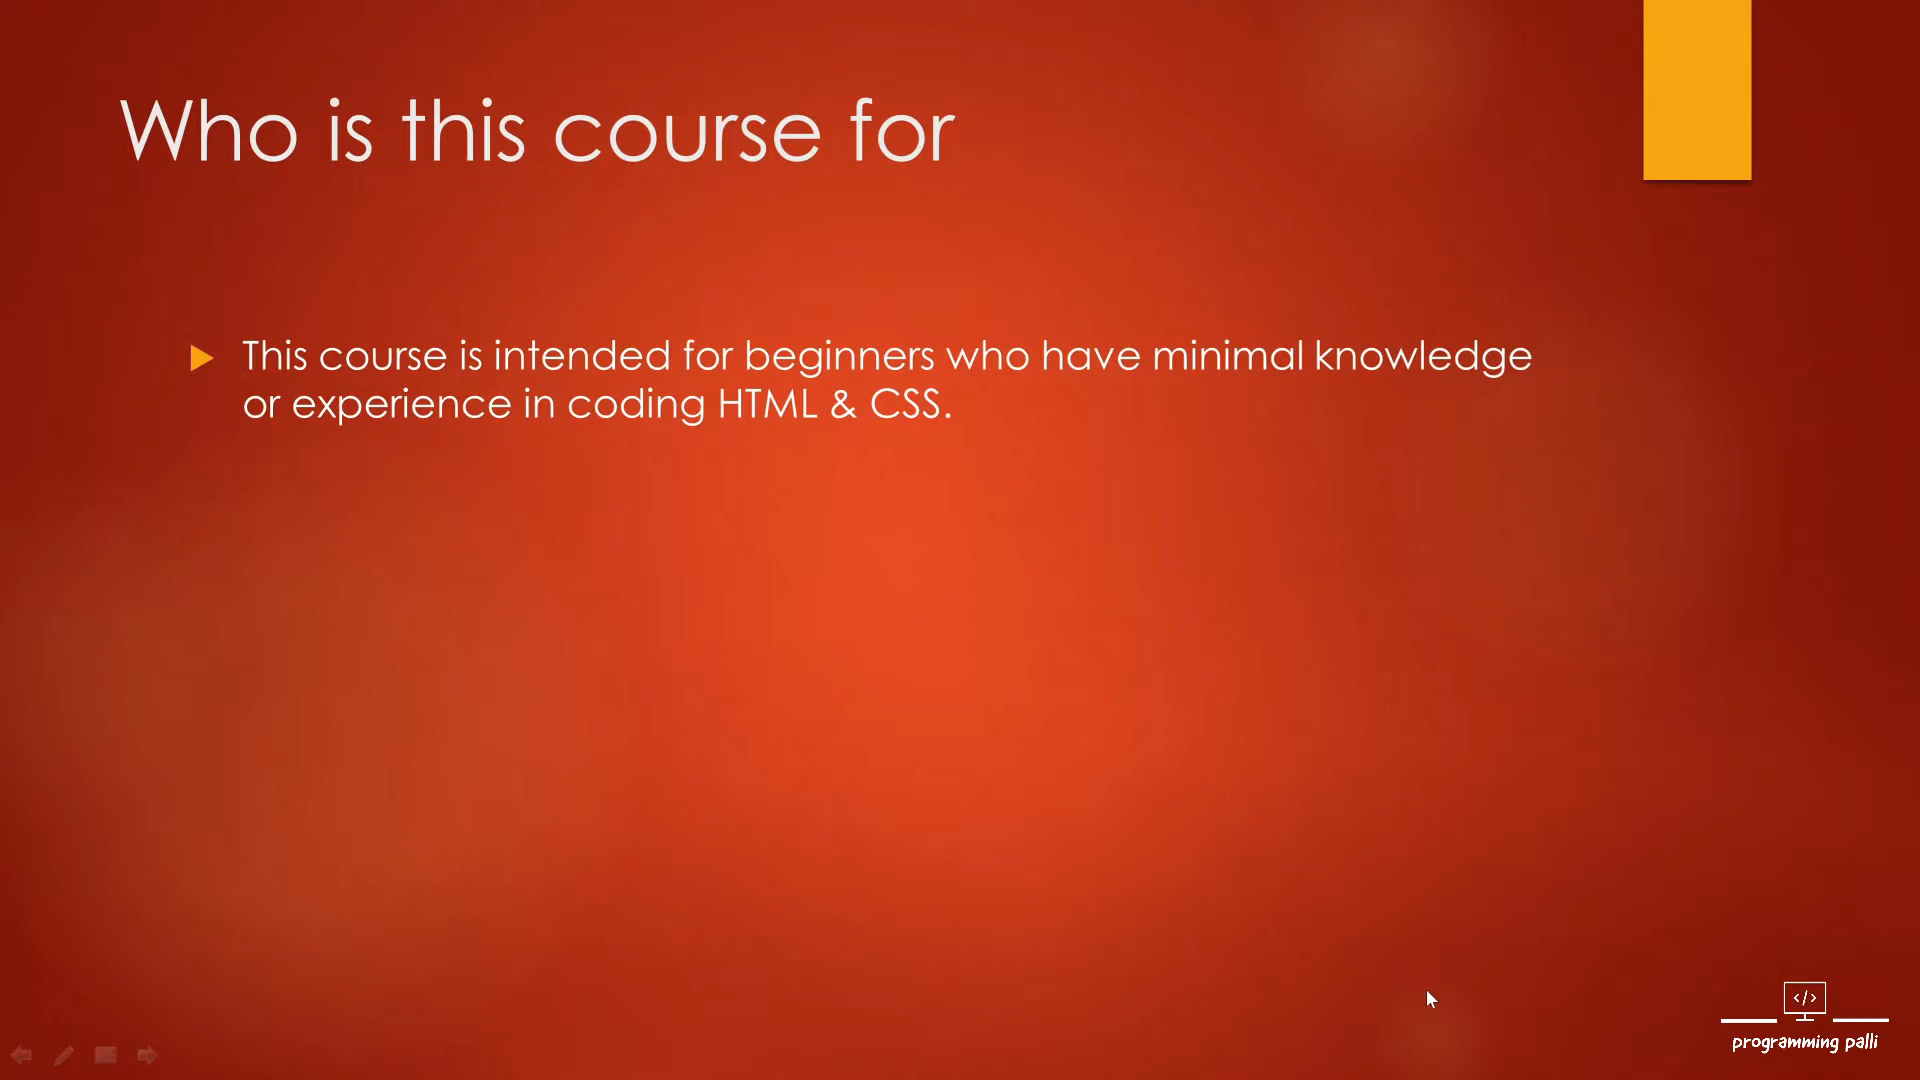 Who is this course for
This course is intended for beginners who have minimal knowledge
or experience in coding HTML & CSS.
</>
programming palli